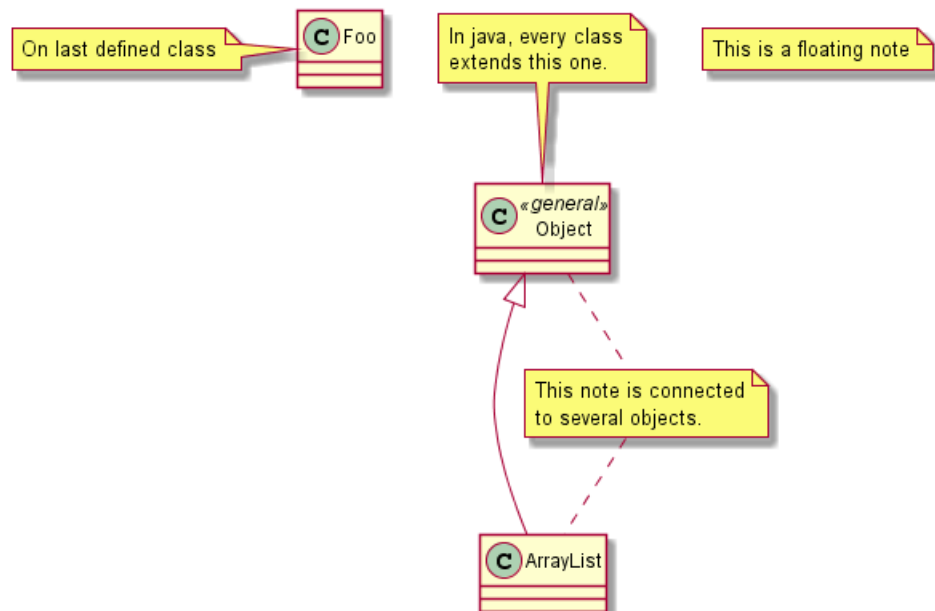 On last defined class
C Foo
In java, every class
extends this one.
This is a floating note
C «general»
Object
This note is connected
to several objects.
C ArrayList